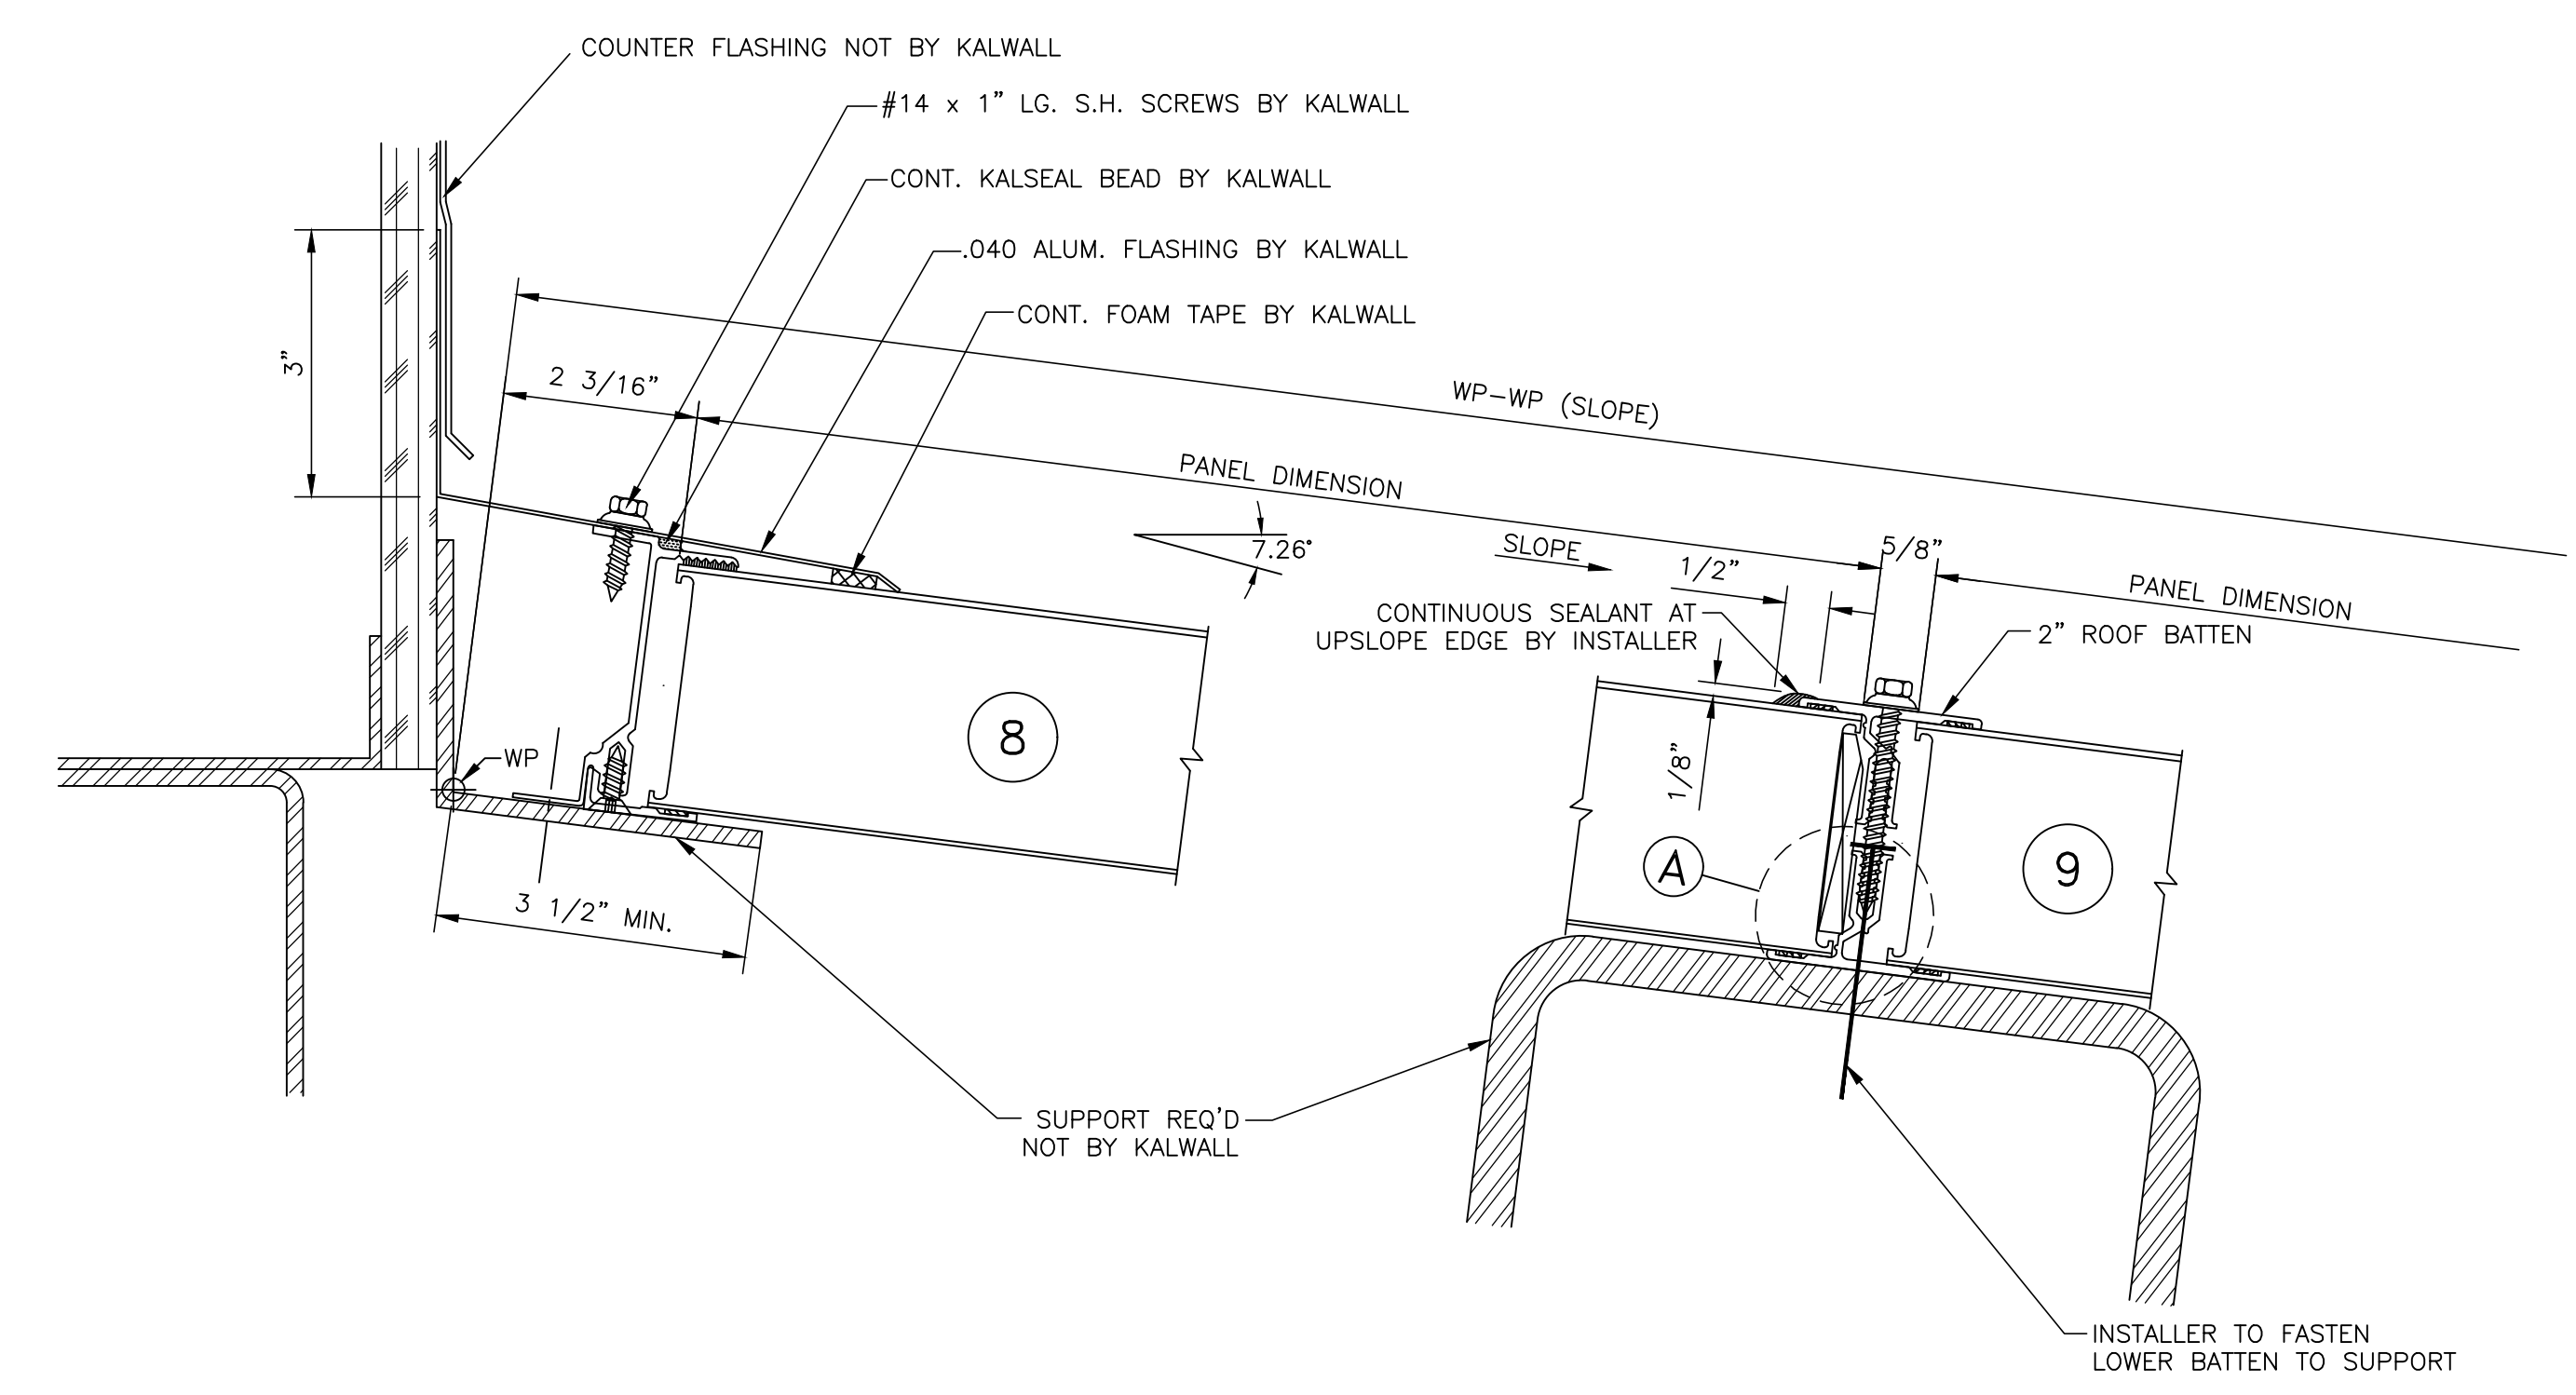 COUNTER FLASHING NOT BY KALWALL
#14 x 1" LG. S.H. SCREWS BY KALWALL
CONT. KALSEAL BEAD BY KALWALL
.040 ALUM. FLASHING BY KALWALL
CONT. FOAM TAPE BY KALWALL
3"
2 3/16"
WP-WP (SLOPE)
PANEL DIMENSION
7.26°
SLOPE
1/2"
5/8"
PANEL DIMENSION
CONTINUOUS SEALANT AT
UPSLOPE EDGE BY INSTALLER
2" ROOF BATTEN
8
WP
1/8"
A
9
3 1/2" MIN.
SUPPORT REQ'D
NOT BY KALWALL
INSTALLER TO FASTEN
LOWER BATTEN TO SUPPORT